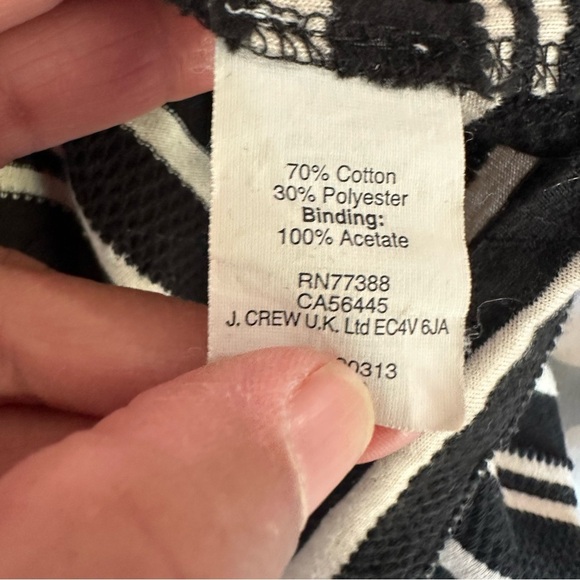 70% Cotton
30% Polyester
Binding:
100% Acetate
RN77388
CA56445
J. CREW U.K. Ltd EC4V 6JA